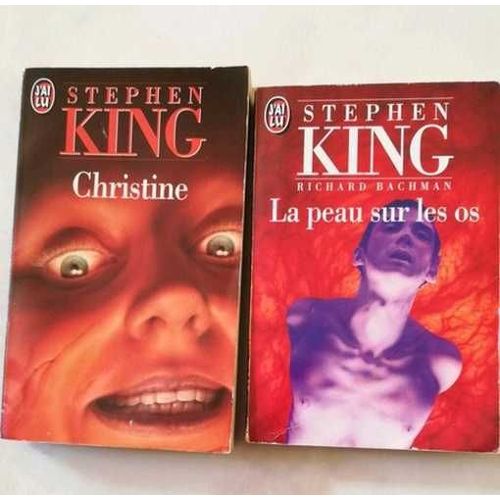 J'AI
LU
STEPHEN
KING
Christine
J'AI
LU
STEPHEN
KING
RICHARD BACHMAN
La peau sur les os